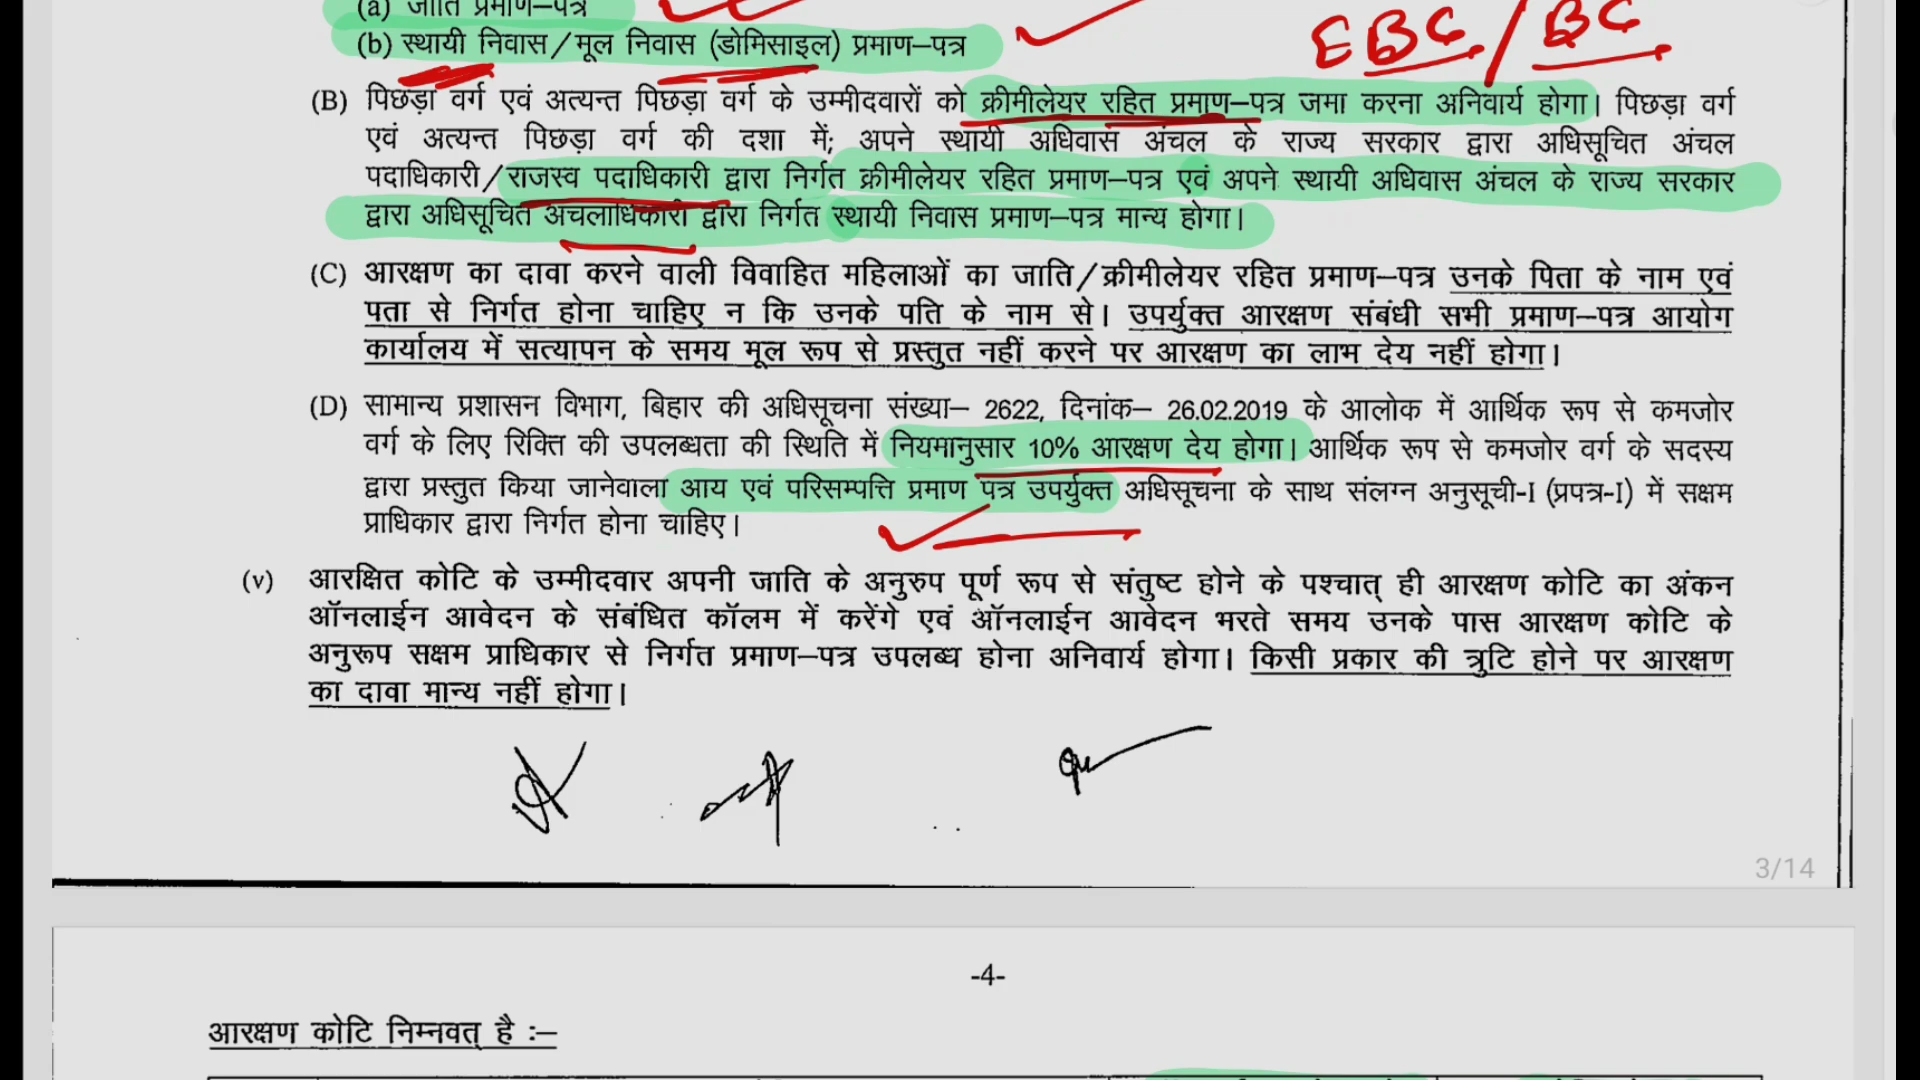 (a) जाति प्रमाण–पत्र
EBC/BC
(b) स्थायी निवास/मूल निवास (डोमिसाइल) प्रमाण–पत्र
(B) पिछड़ा वर्ग एवं अत्यन्त पिछड़ा वर्ग के उम्मीदवारों को क्रीमीलेयर रहित प्रमाण–पत्र जमा करना अनिवार्य होगा। पिछड़ा वर्ग
एवं अत्यन्त पिछड़ा वर्ग की दशा में; अपने स्थायी अधिवास अंचल के राज्य सरकार द्वारा अधिसूचित अंचल
पदाधिकारी/राजस्व पदाधिकारी द्वारा निर्गत क्रीमीलेयर रहित प्रमाण–पत्र एवं अपने स्थायी अधिवास अंचल के राज्य सरकार
द्वारा अधिसूचित अंचलाधिकारी द्वारा निर्गत स्थायी निवास प्रमाण–पत्र मान्य होगा।
(C) आरक्षण का दावा करने वाली विवाहित महिलाओं का जाति/क्रीमीलेयर रहित प्रमाण–पत्र उनके पिता के नाम एवं
पता से निर्गत होना चाहिए न कि उनके पति के नाम से। उपर्युक्त आरक्षण संबंधी सभी प्रमाण–पत्र आयोग
कार्यालय में सत्यापन के समय मूल रूप से प्रस्तुत नहीं करने पर आरक्षण का लाभ देय नहीं होगा।
(D) सामान्य प्रशासन विभाग, बिहार की अधिसूचना संख्या– 2622, दिनांक– 26.02.2019 के आलोक में आर्थिक रूप से कमजोर
वर्ग के लिए रिक्ति की उपलब्धता की स्थिति में नियमानुसार 10% आरक्षण देय होगा। आर्थिक रूप से कमजोर वर्ग के सदस्य
द्वारा प्रस्तुत किया जानेवाला आय एवं परिसम्पत्ति प्रमाण पत्र उपर्युक्त अधिसूचना के साथ संलग्न अनुसूची-I (प्रपत्र-I) में सक्षम
प्राधिकार द्वारा निर्गत होना चाहिए।
(v) आरक्षित कोटि के उम्मीदवार अपनी जाति के अनुरुप पूर्ण रूप से संतुष्ट होने के पश्चात् ही आरक्षण कोटि का अंकन
ऑनलाईन आवेदन के संबंधित कॉलम में करेंगे एवं ऑनलाईन आवेदन भरते समय उनके पास आरक्षण कोटि के
अनुरूप सक्षम प्राधिकार से निर्गत प्रमाण–पत्र उपलब्ध होना अनिवार्य होगा। किसी प्रकार की त्रुटि होने पर आरक्षण
का दावा मान्य नहीं होगा।
3/14
-4-
आरक्षण कोटि निम्नवत् है :–